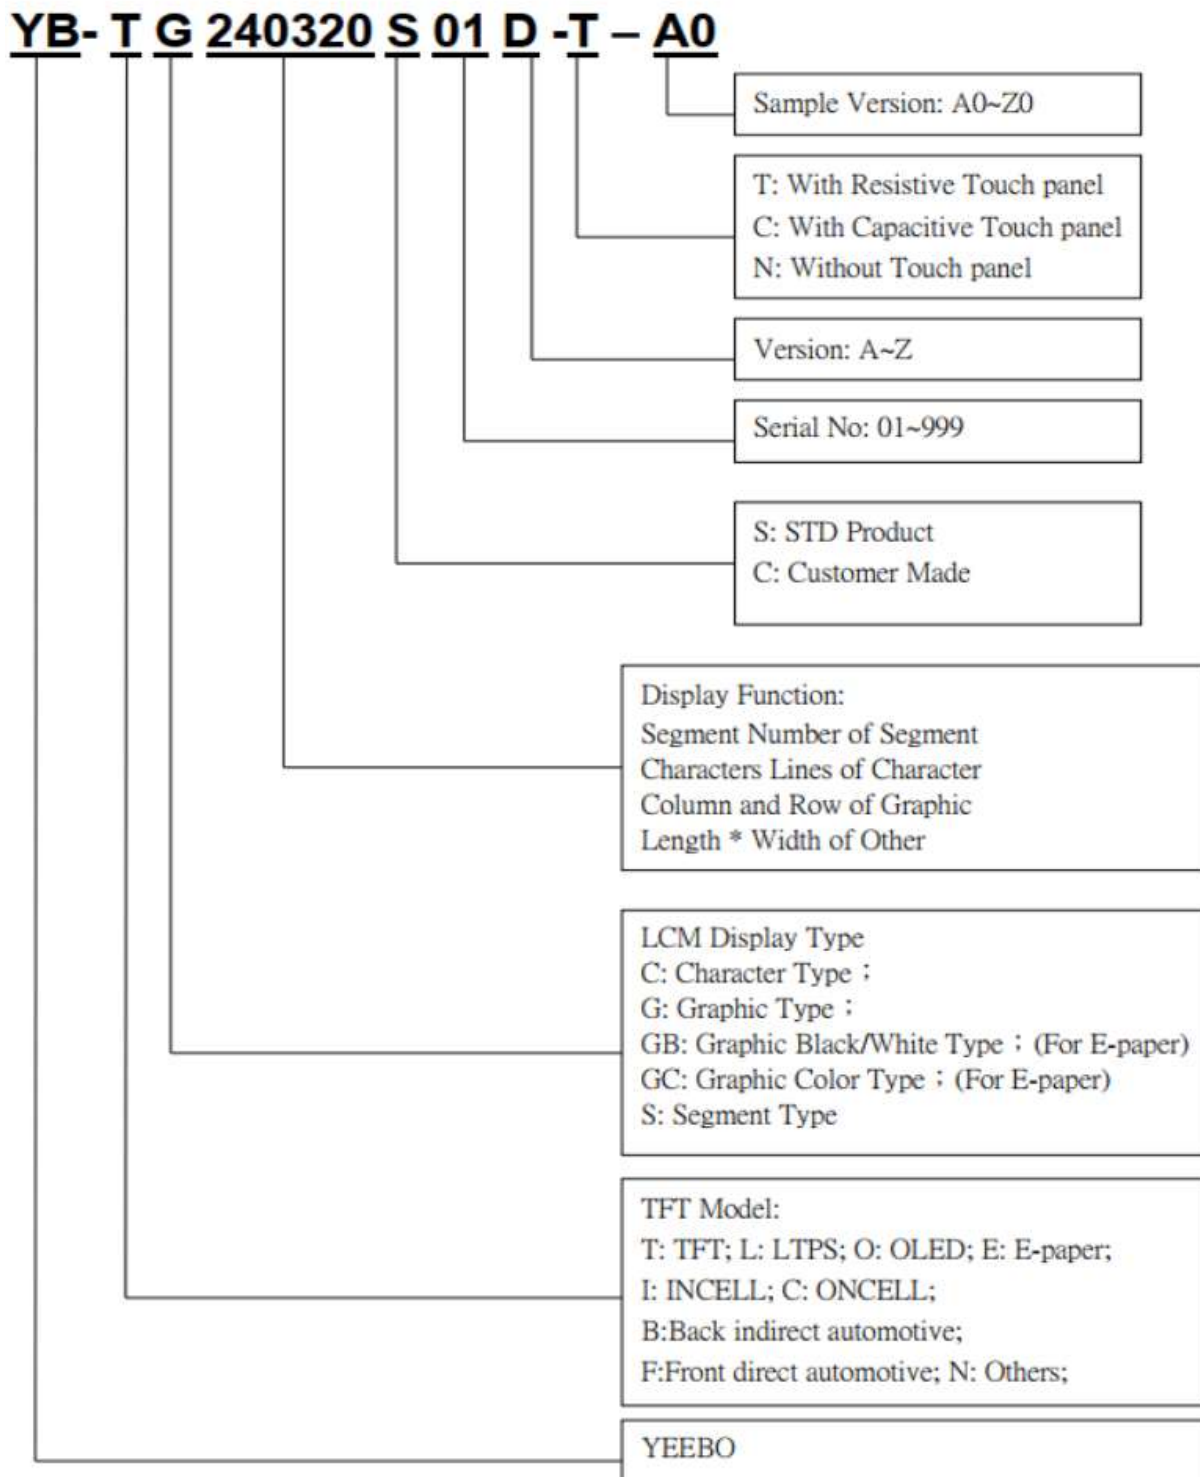 YB- T G 240320 S 01 D -T – A0
Sample Version: A0~Z0
T: With Resistive Touch panel
C: With Capacitive Touch panel
N: Without Touch panel
Version: A~Z
Serial No: 01~999
S: STD Product
C: Customer Made
Display Function:
Segment Number of Segment
Characters Lines of Character
Column and Row of Graphic
Length * Width of Other
LCM Display Type
C: Character Type；
G: Graphic Type；
GB: Graphic Black/White Type；(For E-paper)
GC: Graphic Color Type；(For E-paper)
S: Segment Type
TFT Model:
T: TFT; L: LTPS; O: OLED; E: E-paper;
I: INCELL; C: ONCELL;
B:Back indirect automotive;
F:Front direct automotive; N: Others;
YEEBO